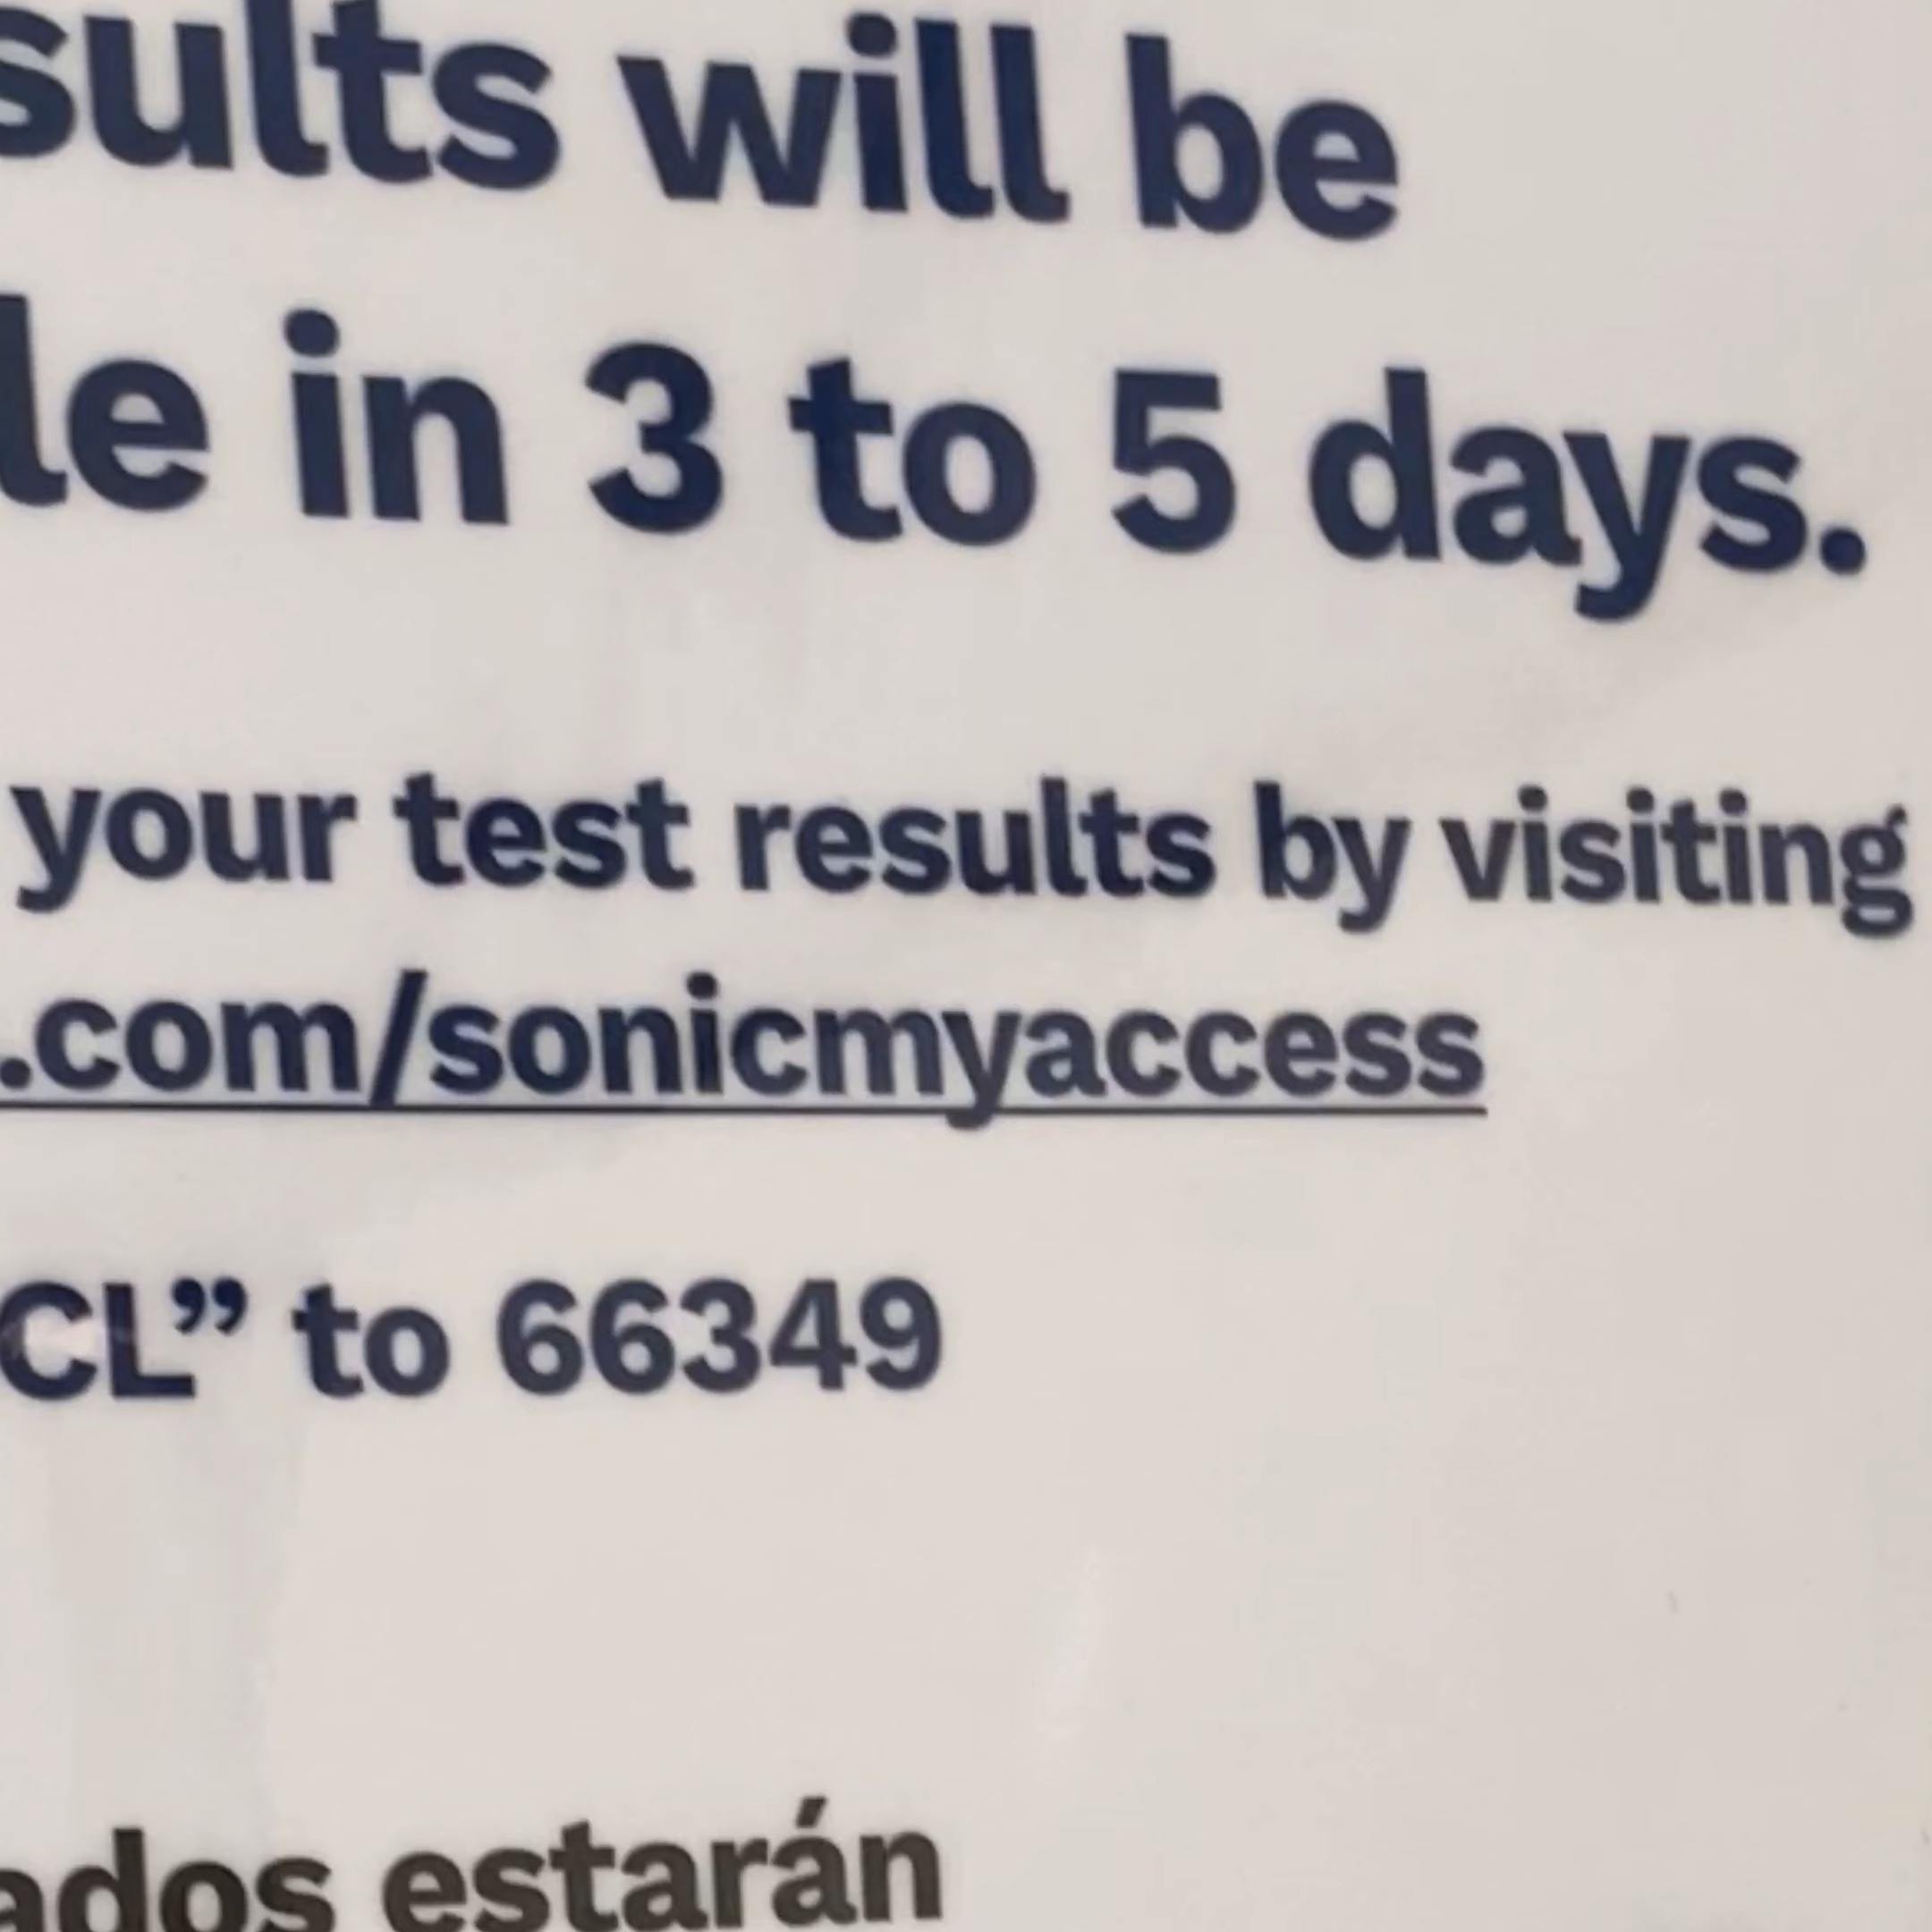 sults will be
le in 3 to 5 days.
your test results by visiting
.com/sonicmyaccess
CL” to 66349
ados estarán